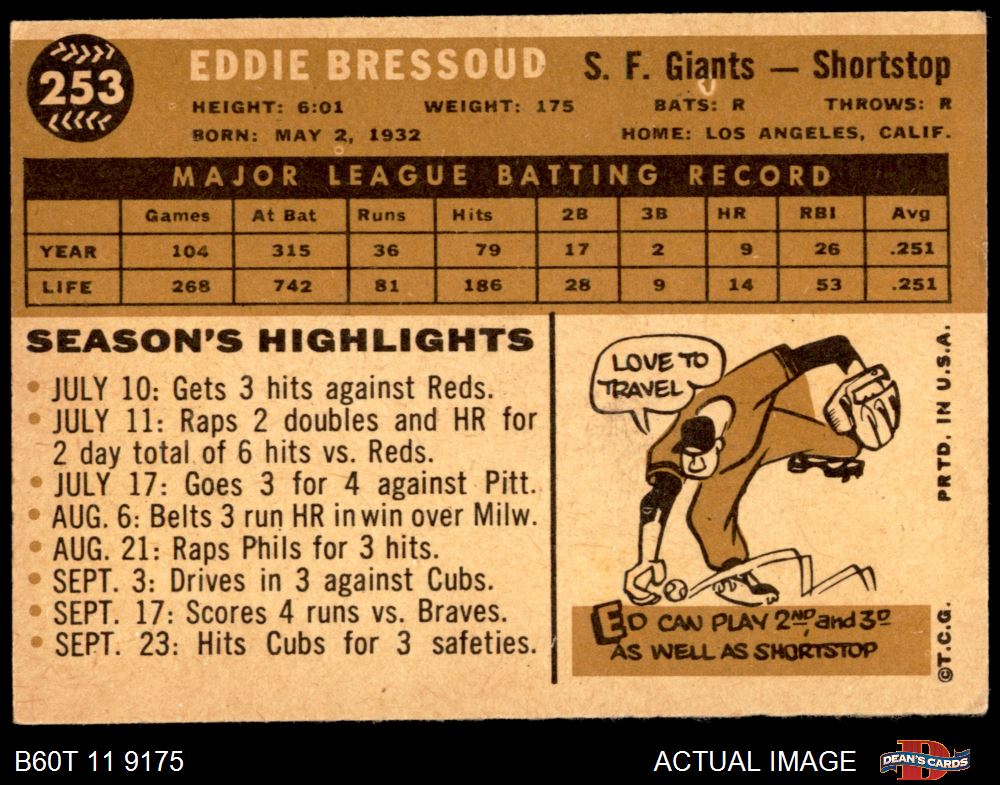 253
EDDIE BRESSOUD S. F. Giants — Shortstop
HEIGHT: 6:01 WEIGHT: 175 BATS: R THROWS: R
BORN: MAY 2, 1932 HOME: LOS ANGELES, CALIF.
MAJOR LEAGUE BATTING RECORD
Games At Bat Runs Hits 2B 3B HR RBI Avg
YEAR 104 315 36 79 17 2 9 26 .251
LIFE 268 742 81 186 28 9 14 53 .251
SEASON'S HIGHLIGHTS
• JULY 10: Gets 3 hits against Reds.
• JULY 11: Raps 2 doubles and HR for
2 day total of 6 hits vs. Reds.
• JULY 17: Goes 3 for 4 against Pitt.
• AUG. 6: Belts 3 run HR in win over Milw.
• AUG. 21: Raps Phils for 3 hits.
• SEPT. 3: Drives in 3 against Cubs.
• SEPT. 17: Scores 4 runs vs. Braves.
• SEPT. 23: Hits Cubs for 3 safeties.
LOVE TO
TRAVEL
ED CAN PLAY 2ND and 3D
AS WELL AS SHORTSTOP
PRTD. IN U.S.A.
©T.C.G.
B60T 11 9175
ACTUAL IMAGE
D
DEAN'S CARDS